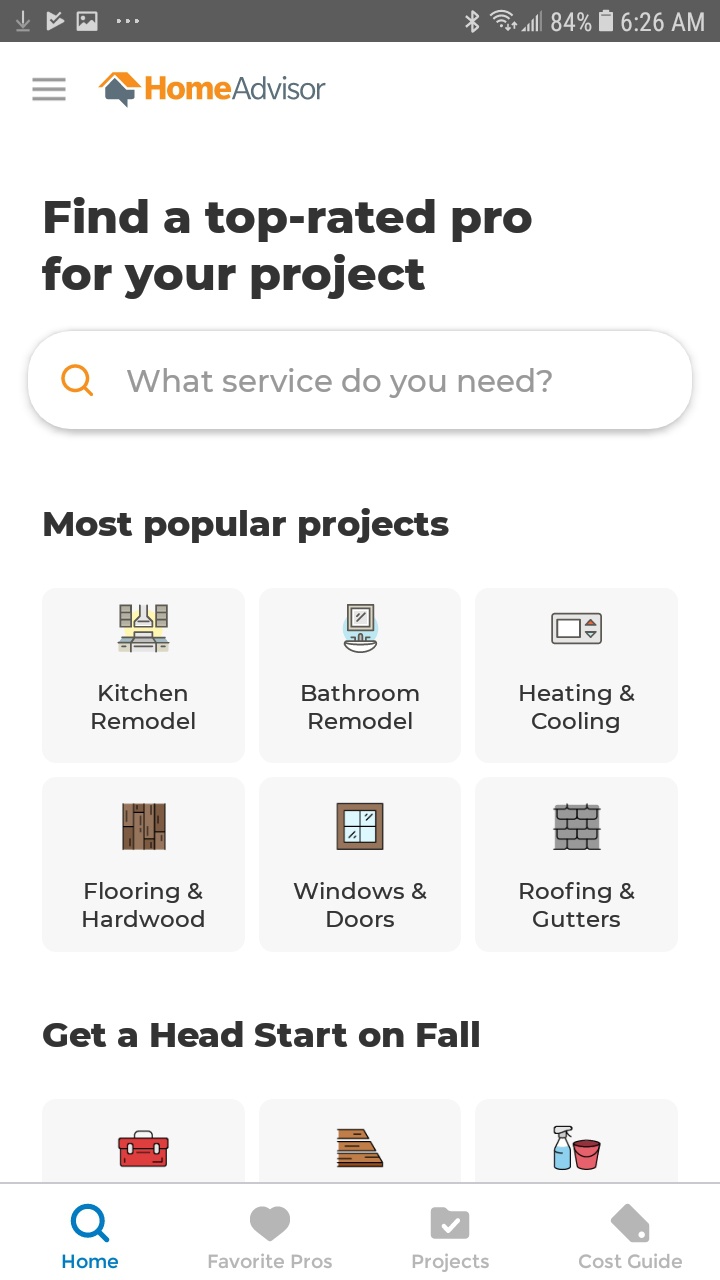 84% 6:26 AM
HomeAdvisor
Find a top-rated pro
for your project
What service do you need?
Most popular projects
Kitchen
Remodel
Bathroom
Remodel
Heating &
Cooling
Flooring &
Hardwood
Windows &
Doors
Roofing &
Gutters
Get a Head Start on Fall
Home
Favorite Pros
Projects
Cost Guide